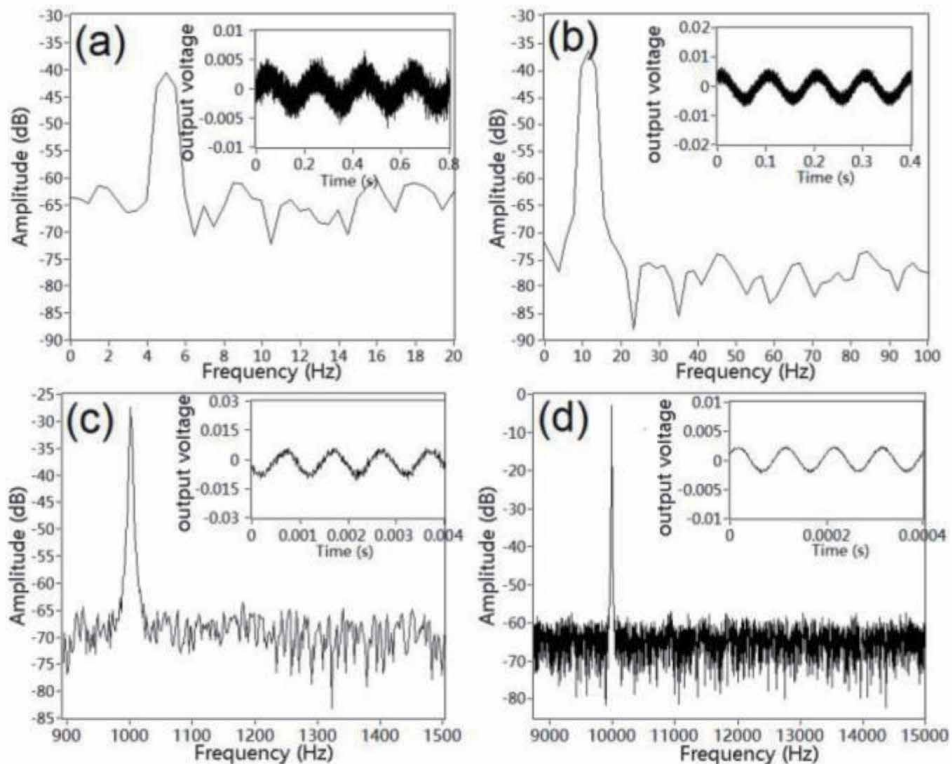 (a)
-30
-35
-40
-45
-50
-55
-60
-65
-70
-75
-80
-85
-90
Amplitude (dB)
0 2 4 6 8 10 12 14 16 18 20
Frequency (Hz)
output voltage
0.01
0.005
0
-0.005
-0.01
0 0.2 0.4 0.6 0.8
Time (s)
(b)
-30
-35
-40
-45
-50
-55
-60
-65
-70
-75
-80
-85
-90
Amplitude (dB)
0 10 20 30 40 50 60 70 80 90 100
Frequency (Hz)
output voltage
0.02
0.01
0
-0.01
-0.02
0 0.1 0.2 0.3 0.4
Time (s)
(c)
-25
-30
-35
-40
-45
-50
-55
-60
-65
-70
-75
-80
-85
Amplitude (dB)
900 1000 1100 1200 1300 1400 1500
Frequency (Hz)
output voltage
0.03
0.015
0
-0.015
-0.03
0 0.001 0.002 0.003 0.004
Time (s)
(d)
0
-10
-20
-30
-40
-50
-60
-70
-80
Amplitude (dB)
9000 10000 11000 12000 13000 14000 15000
Frequency (Hz)
output voltage
0.01
0.005
0
-0.005
-0.01
0 0.0002 0.0004
Time (s)